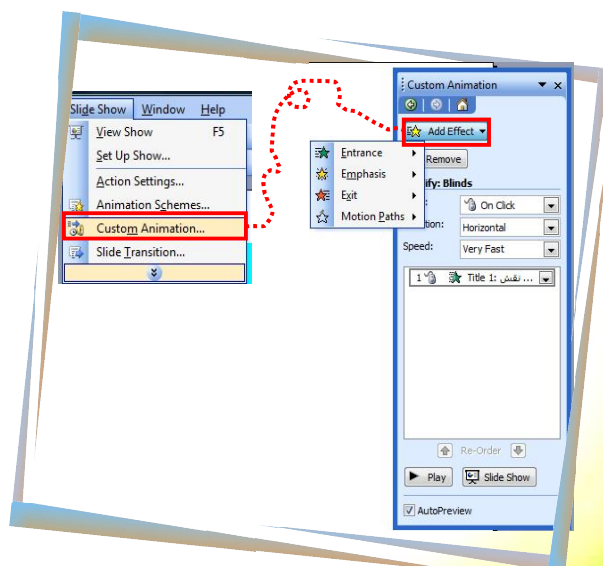 Slide Show Window Help
View Show F5
Set Up Show...
Action Settings...
Animation Schemes...
Custom Animation...
Slide Transition...
Entrance
Emphasis
Exit
Motion Paths
Custom Animation
Add Effect
Remove
ify: Blinds
On Click
tion: Horizontal
Speed: Very Fast
1 Title 1: نقش ...
Re-Order
Play Slide Show
AutoPreview